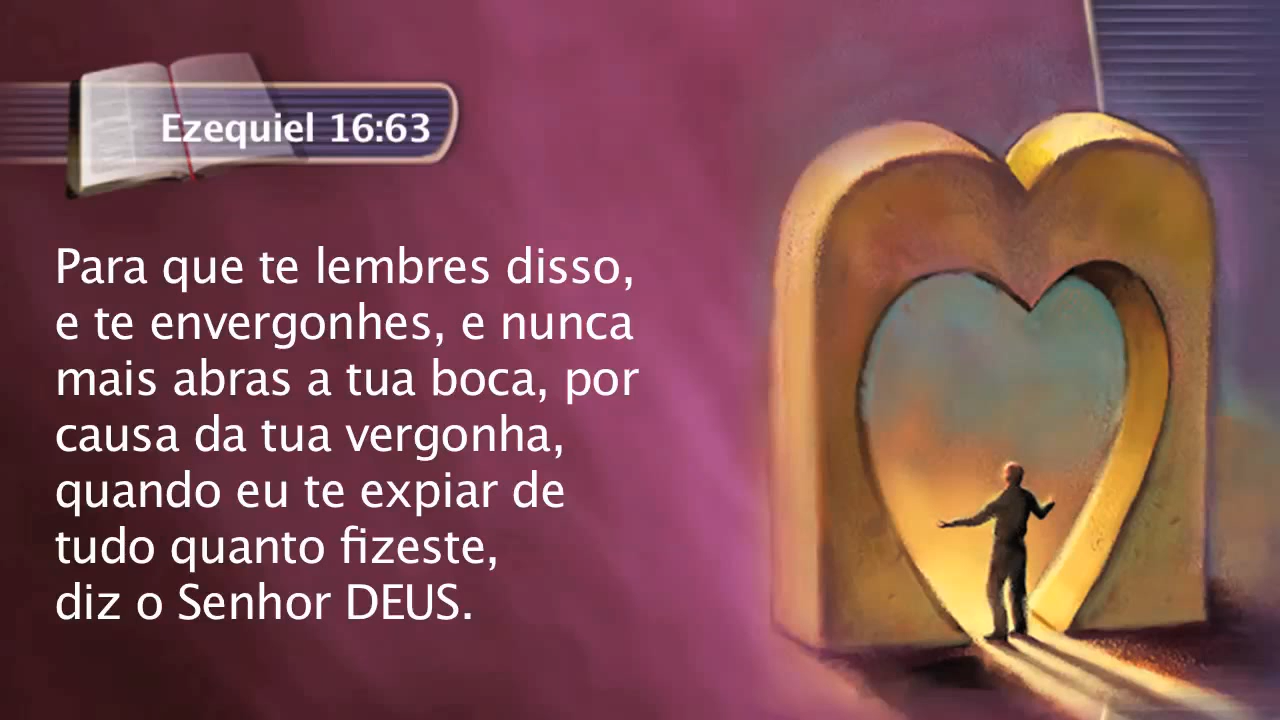 Ezequiel 16:63
Para que te lembres disso,
e te envergonhes, e nunca
mais abras a tua boca, por
causa da tua vergonha,
quando eu te expiar de
tudo quanto fizeste,
diz o Senhor DEUS.